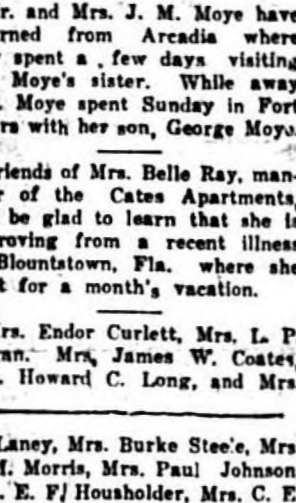 r. and Mrs. J. M. Moye have
rned from Arcadia where
spent a few days visiting
Moye's sister. While away
. Moye spent Sunday in Fort
rs with her son, George Moye
riends of Mrs. Belle Ray, man-
r of the Cates Apartments,
be glad to learn that she is
roving from a recent illness
Blountstown, Fla. where she
t for a month's vacation.
rs. Endor Curlett, Mrs. L. P
an. Mrs, James W. Coates,
. Howard C. Long, and Mrs
Laney, Mrs. Burke Steele, Mrs
M. Morris, Mrs. Paul Johnson
. E. F. Housholder, Mrs. C. E